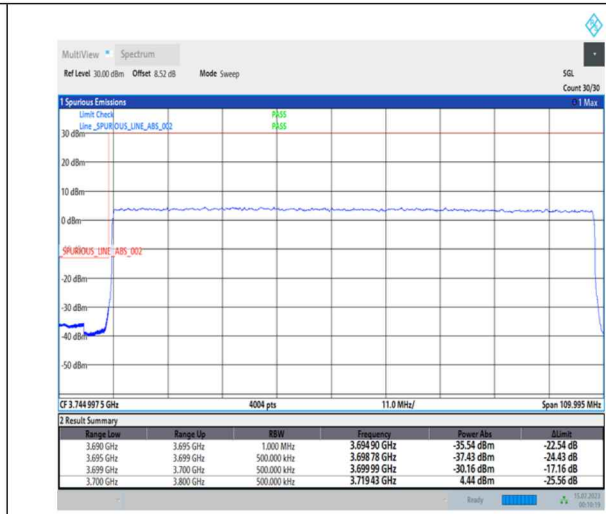 MultiView Spectrum
Ref Level 30.00 dBm Offset 8.52 dB Mode Sweep SGL
Count 30/30
1 Spurious Emissions 1 Max
Limit Check PASS
Line _SPURIOUS_LINE_ABS_002 PASS
30 dBm
20 dBm
10 dBm
0 dBm
_SPURIOUS_LINE_ABS_002
-20 dBm
-30 dBm
-40 dBm
-50 dBm
CF 3.744 997 5 GHz 4004 pts 11.0 MHz/ Span 109.995 MHz
2 Result Summary
Range Low Range Up RBW Frequency Power Abs ΔLimit
3.690 GHz 3.695 GHz 1.000 MHz 3.694 90 GHz -35.54 dBm -22.54 dB
3.695 GHz 3.699 GHz 500.000 kHz 3.698 78 GHz -37.43 dBm -24.43 dB
3.699 GHz 3.700 GHz 500.000 kHz 3.699 99 GHz -30.16 dBm -17.16 dB
3.700 GHz 3.800 GHz 500.000 kHz 3.719 43 GHz 4.44 dBm -25.56 dB
Ready
00:10:19